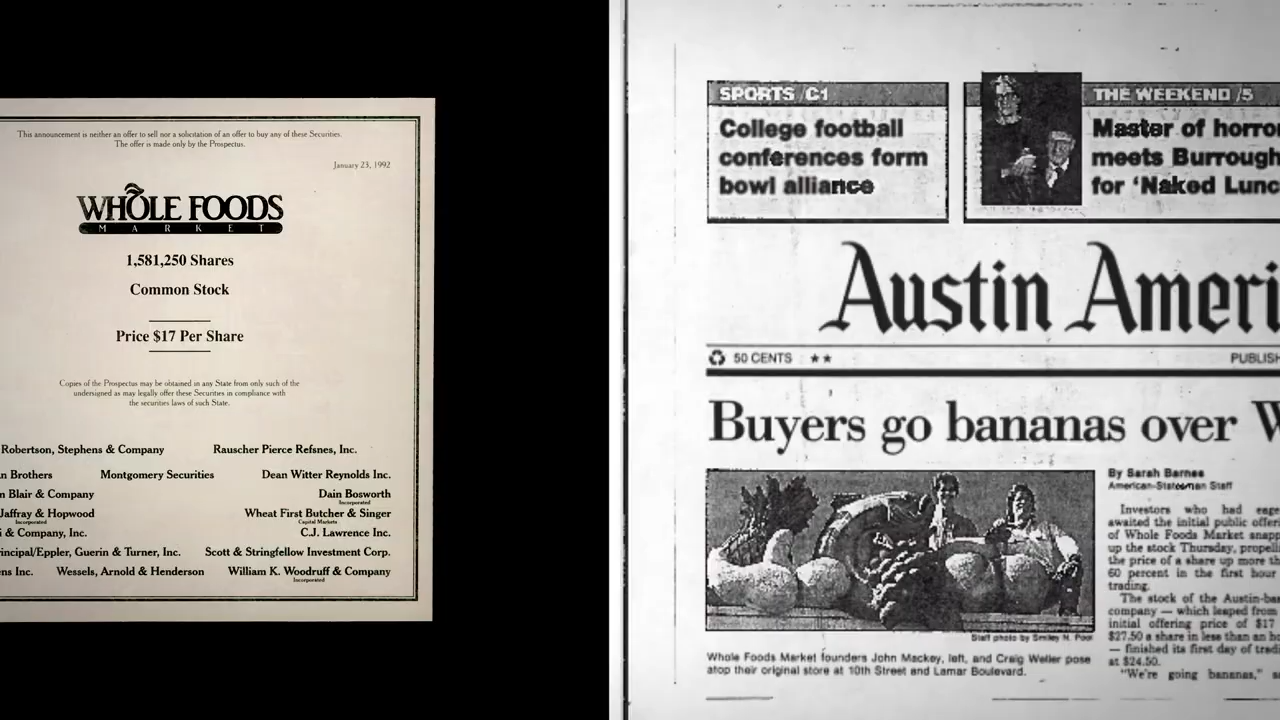 This announcement is neither an offer to sell nor a solicitation of an offer to buy any of these Securities.
The offer is made only by the Prospectus.
January 23, 1992
WHOLE FOODS
MARKET
1,581,250 Shares
Common Stock
Price $17 Per Share
Copies of the Prospectus may be obtained in any State from only such of the
undersigned as may legally offer these Securities in compliance with
the securities laws of such State.
Robertson, Stephens & Company Rauscher Pierce Refsnes, Inc.
n Brothers Montgomery Securities Dean Witter Reynolds Inc.
n Blair & Company Dain Bosworth
Incorporated
Jaffray & Hopwood Wheat First Butcher & Singer
Incorporated Capital Markets
& Company, Inc. C.J. Lawrence Inc.
rincipal/Eppler, Guerin & Turner, Inc. Scott & Stringfellow Investment Corp.
ns Inc. Wessels, Arnold & Henderson William K. Woodruff & Company
Incorporated
SPORTS/C1
College football
conferences form
bowl alliance
THE WEEKEND/5
Master of horro
meets Burrough
for ‘Naked Lunc
Austin Ameri
50 CENTS ★★ PUBLISH
Buyers go bananas over W
Staff photo by Smiley N. Pool
Whole Foods Market founders John Mackey, left, and Craig Weller pose
atop their original store at 10th Street and Lamar Boulevard.
By Sarah Barnes
American-Statesman Staff
Investors who had eage
awaited the initial public offer
of Whole Foods Market snapp
up the stock Thursday, propelli
the price of a share up more th
60 percent in the first hour
trading.
The stock of the Austin-bas
company — which leaped from
initial offering price of $17
$27.50 a share in less than an ho
— finished its first day of tradi
at $24.50.
"We're going bananas," s